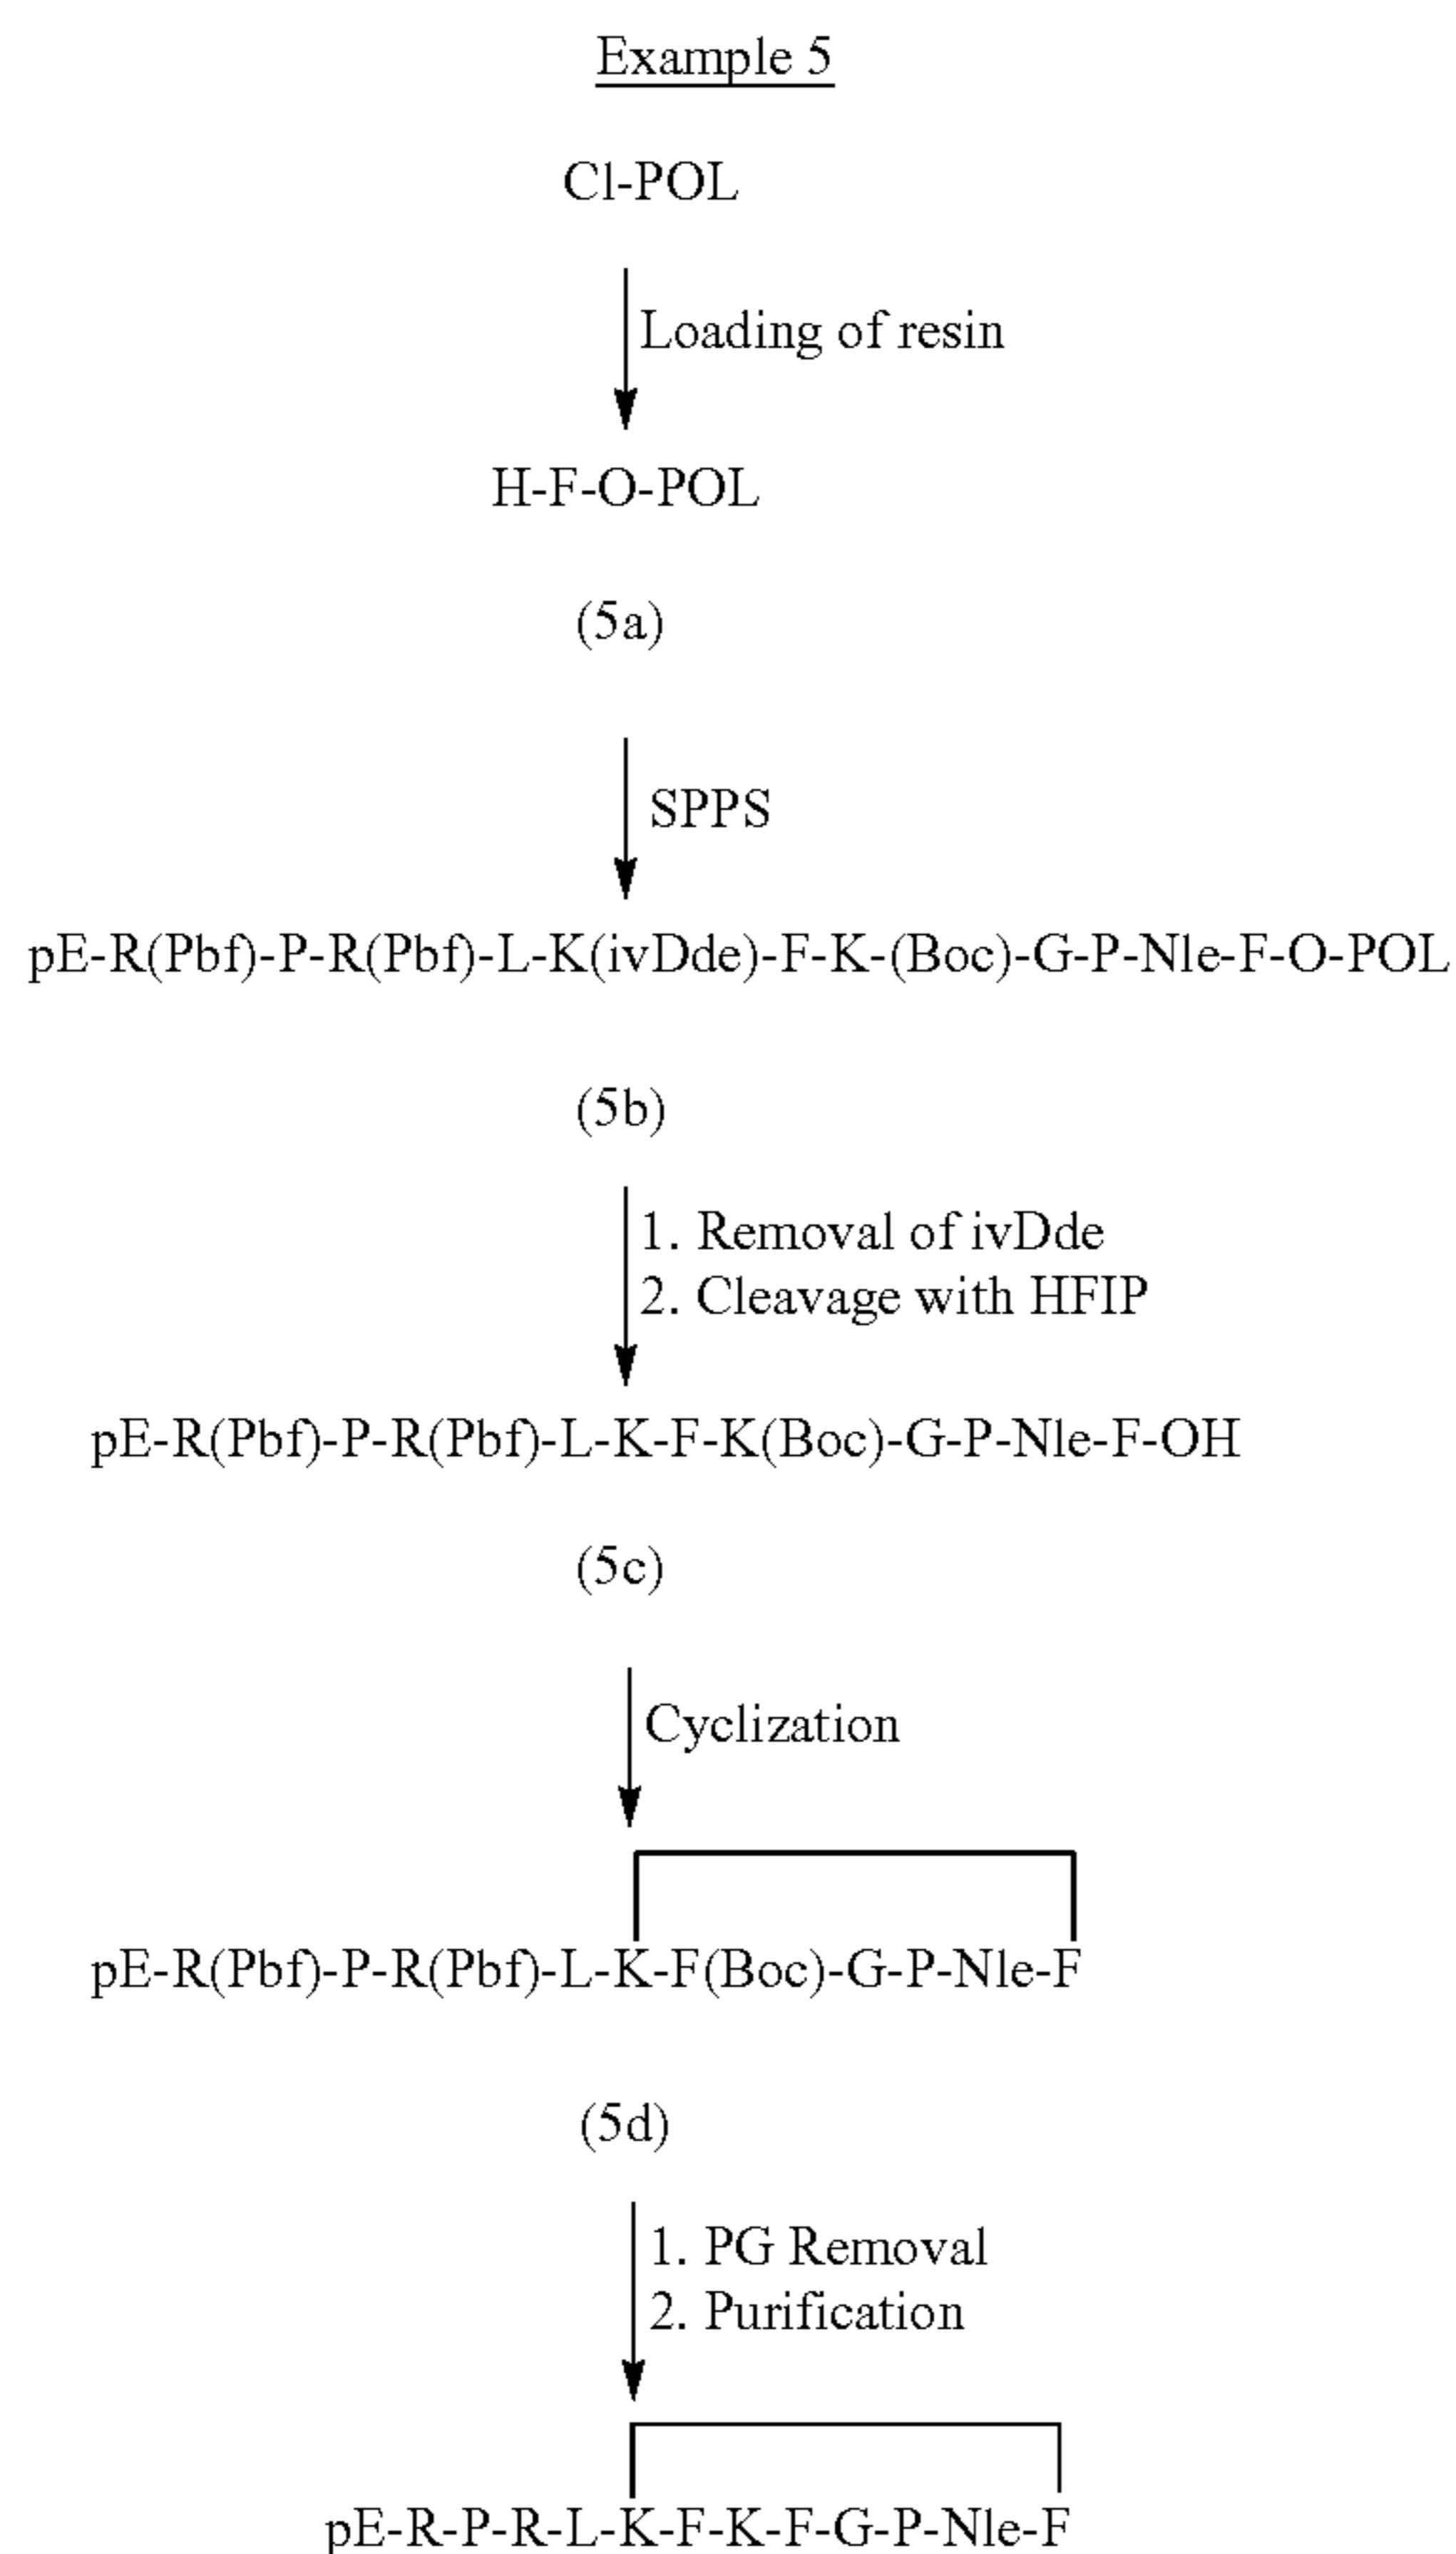 Example 5
Cl-POL
Loading of resin
H-F-O-POL
(5a)
SPPS
pE-R(Pbf)-P-R(Pbf)-L-K(ivDde)-F-K-(Boc)-G-P-Nle-F-O-POL
(5b)
1. Removal of ivDde
2. Cleavage with HFIP
pE-R(Pbf)-P-R(Pbf)-L-K-F-K(Boc)-G-P-Nle-F-OH
(5c)
Cyclization
pE-R(Pbf)-P-R(Pbf)-L-K-F(Boc)-G-P-Nle-F
(5d)
1. PG Removal
2. Purification
pE-R-P-R-L-K-F-K-F-G-P-Nle-F